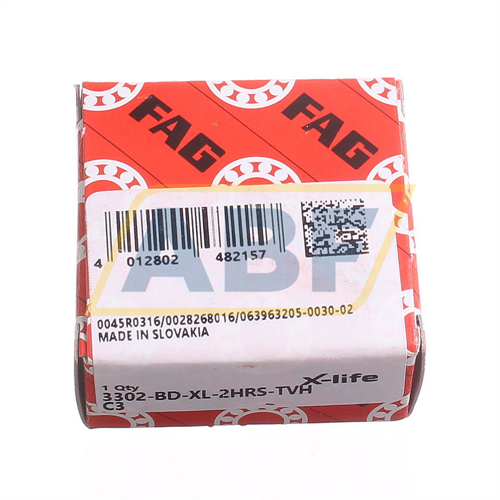 FAG
FAG
ABF
4 012802 482157
0045R0316/0028268016/063963205-0030-02
MADE IN SLOVAKIA
1 Qty
X-life
3302-BD-XL-2HRS-TVH
C3